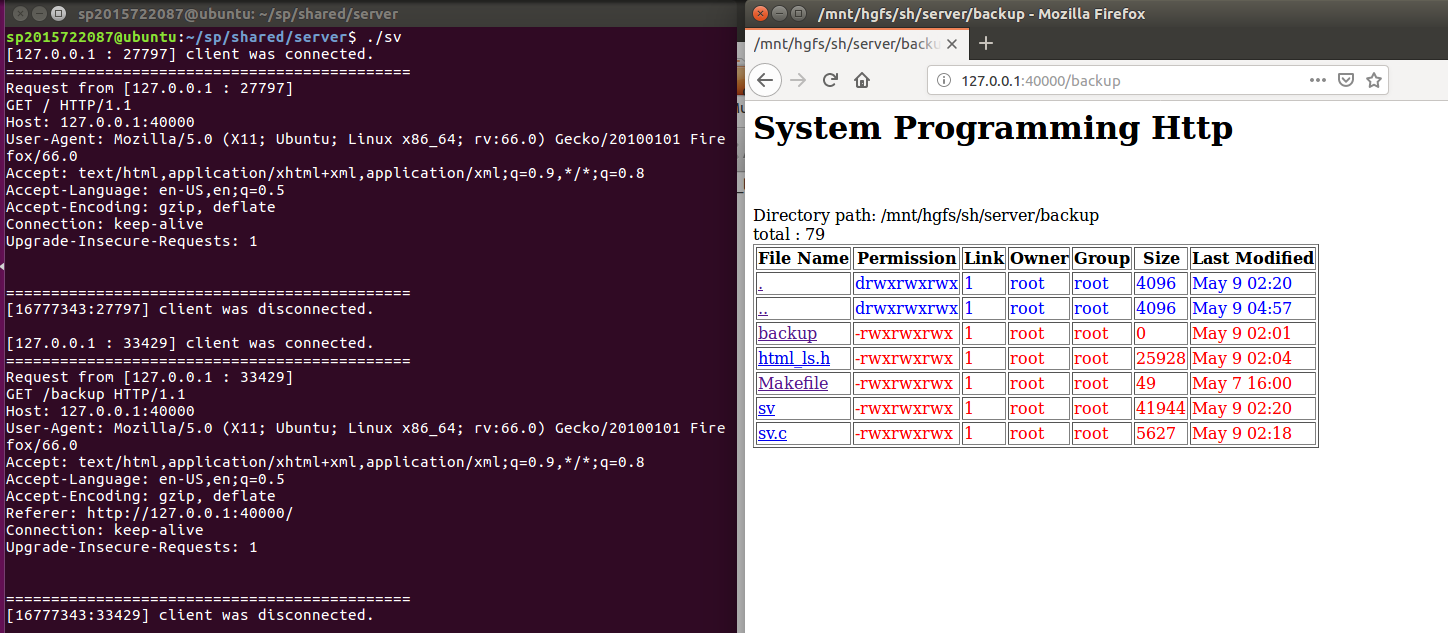 sp2015722087@ubuntu: ~/sp/shared/server
sp2015722087@ubuntu:~/sp/shared/server$ ./sv
[127.0.0.1 : 27797] client was connected.
=============================================
Request from [127.0.0.1 : 27797]
GET / HTTP/1.1
Host: 127.0.0.1:40000
User-Agent: Mozilla/5.0 (X11; Ubuntu; Linux x86_64; rv:66.0) Gecko/20100101 Fire
fox/66.0
Accept: text/html,application/xhtml+xml,application/xml;q=0.9,*/*;q=0.8
Accept-Language: en-US,en;q=0.5
Accept-Encoding: gzip, deflate
Connection: keep-alive
Upgrade-Insecure-Requests: 1
=============================================
[16777343:27797] client was disconnected.
[127.0.0.1 : 33429] client was connected.
=============================================
Request from [127.0.0.1 : 33429]
GET /backup HTTP/1.1
Host: 127.0.0.1:40000
User-Agent: Mozilla/5.0 (X11; Ubuntu; Linux x86_64; rv:66.0) Gecko/20100101 Fire
fox/66.0
Accept: text/html,application/xhtml+xml,application/xml;q=0.9,*/*;q=0.8
Accept-Language: en-US,en;q=0.5
Accept-Encoding: gzip, deflate
Referer: http://127.0.0.1:40000/
Connection: keep-alive
Upgrade-Insecure-Requests: 1
=============================================
[16777343:33429] client was disconnected.
/mnt/hgfs/sh/server/backup - Mozilla Firefox
/mnt/hgfs/sh/server/backu
127.0.0.1:40000/backup
System Programming Http
Directory path: /mnt/hgfs/sh/server/backup
total : 79
File Name Permission Link Owner Group Size Last Modified
. drwxrwxrwx 1 root root 4096 May 9 02:20
.. drwxrwxrwx 1 root root 4096 May 9 04:57
backup -rwxrwxrwx 1 root root 0 May 9 02:01
html_ls.h -rwxrwxrwx 1 root root 25928 May 9 02:04
Makefile -rwxrwxrwx 1 root root 49 May 7 16:00
sv -rwxrwxrwx 1 root root 41944 May 9 02:20
sv.c -rwxrwxrwx 1 root root 5627 May 9 02:18